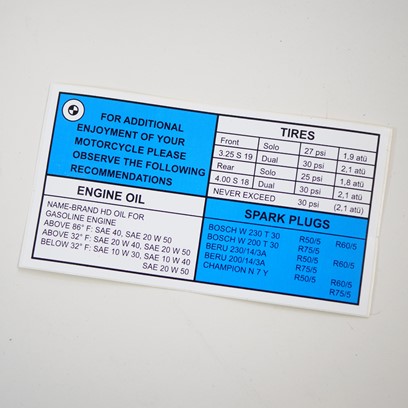 FOR ADDITIONAL
ENJOYMENT OF YOUR
MOTORCYCLE PLEASE
OBSERVE THE FOLLOWING
RECOMMENDATIONS
TIRES
Front Solo 27 psi 1,9 atü
3.25 S 19 Dual 30 psi 2,1 atü
Rear Solo 25 psi 1,8 atü
4.00 S 18 Dual 30 psi 2,1 atü
NEVER EXCEED 30 psi (2,1 atü)
ENGINE OIL
NAME-BRAND HD OIL FOR
GASOLINE ENGINE
ABOVE 86° F: SAE 40, SAE 20 W 50
ABOVE 32° F: SAE 20 W 40, SAE 20 W 50
BELOW 32° F: SAE 10 W 30, SAE 10 W 40
SAE 20 W 50
SPARK PLUGS
BOSCH W 230 T 30 R50/5 R60/5
BOSCH W 200 T 30 R75/5
BERU 230/14/3A R50/5 R60/5
BERU 200/14/3A R75/5
CHAMPION N 7 Y R50/5 R60/5
R75/5